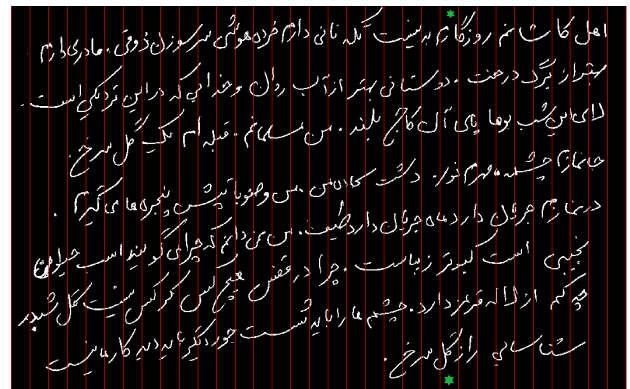 اهل کاشانم روزگارم بد نیست تکه نانی دارم خرده هوشی سر سوزن ذوقی . مادری دارم
بهتر از برگ درخت . دوستانی بهتر از آب روان و خدایی که در این نزدیکی است .
لای این شب بوها پای آن کاج بلند . من مسلمانم . قبله ام یک گل سرخ .
جانمازم چشمه مهرم نور . دشت سجاده من . من وضو با تپش پنجره ها می گیرم .
در نمازم جریان دارد ماه جریان دارد طیف . من نمی دانم که چرا می گویند اسب حیوان
نجیبی است کبوتر زیباست . چرا در قفس هیچ کس کرکس نیست گل شبدر
چه کم از لاله قرمز دارد . چشم ها را باید شست جور دیگر باید دید کار ما نیست
شناسایی راز گل سرخ .